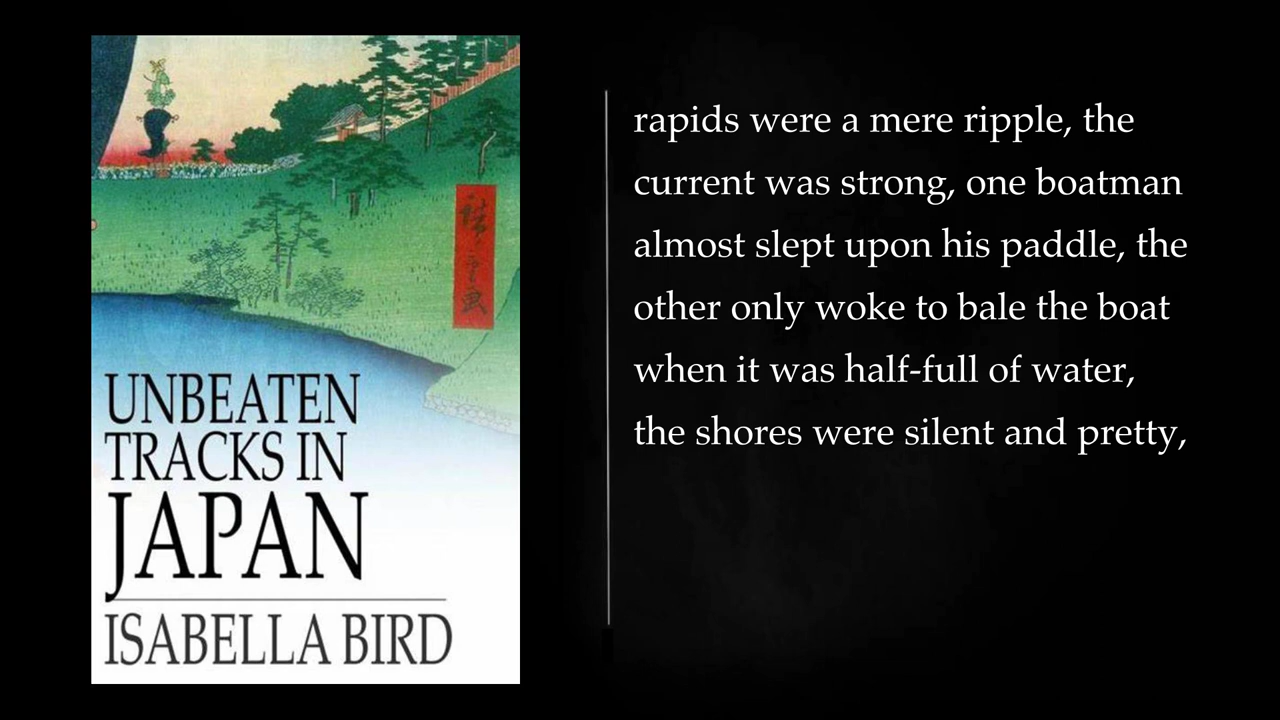 UNBEATEN
TRACKS IN
JAPAN
ISABELLA BIRD
rapids were a mere ripple, the
current was strong, one boatman
almost slept upon his paddle, the
other only woke to bale the boat
when it was half-full of water,
the shores were silent and pretty,